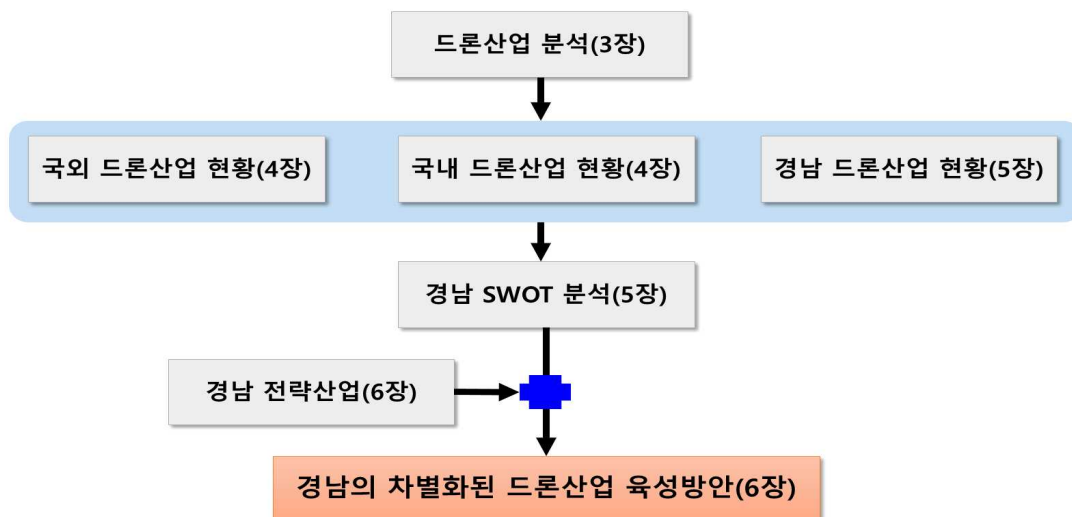 드론산업 분석(3장)
국외 드론산업 현황(4장)
국내 드론산업 현황(4장)
경남 드론산업 현황(5장)
경남 SWOT 분석(5장)
경남 전략산업(6장)
경남의 차별화된 드론산업 육성방안(6장)